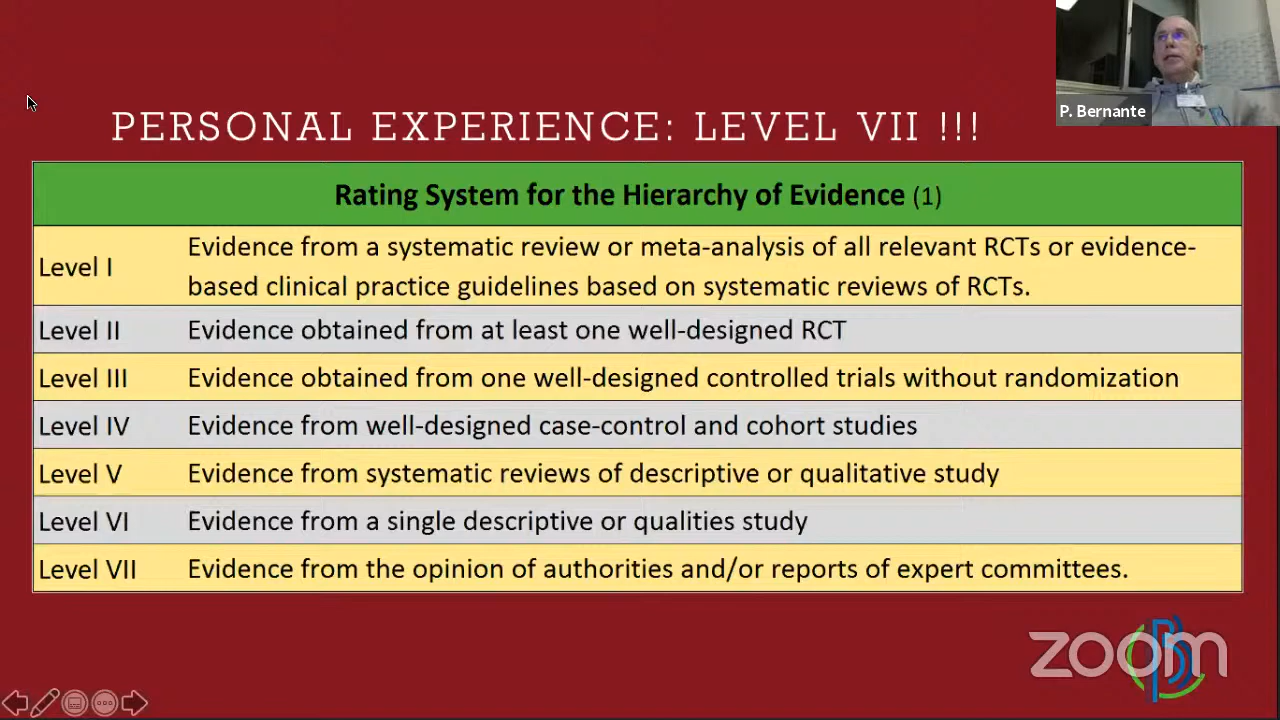 P. Bernante
PERSONAL EXPERIENCE: LEVEL VII !!!
Rating System for the Hierarchy of Evidence (1)
Level I
Evidence from a systematic review or meta-analysis of all relevant RCTs or evidence-
based clinical practice guidelines based on systematic reviews of RCTs.
Level II Evidence obtained from at least one well-designed RCT
Level III Evidence obtained from one well-designed controlled trials without randomization
Level IV Evidence from well-designed case-control and cohort studies
Level V Evidence from systematic reviews of descriptive or qualitative study
Level VI Evidence from a single descriptive or qualities study
Level VII Evidence from the opinion of authorities and/or reports of expert committees.
zoom